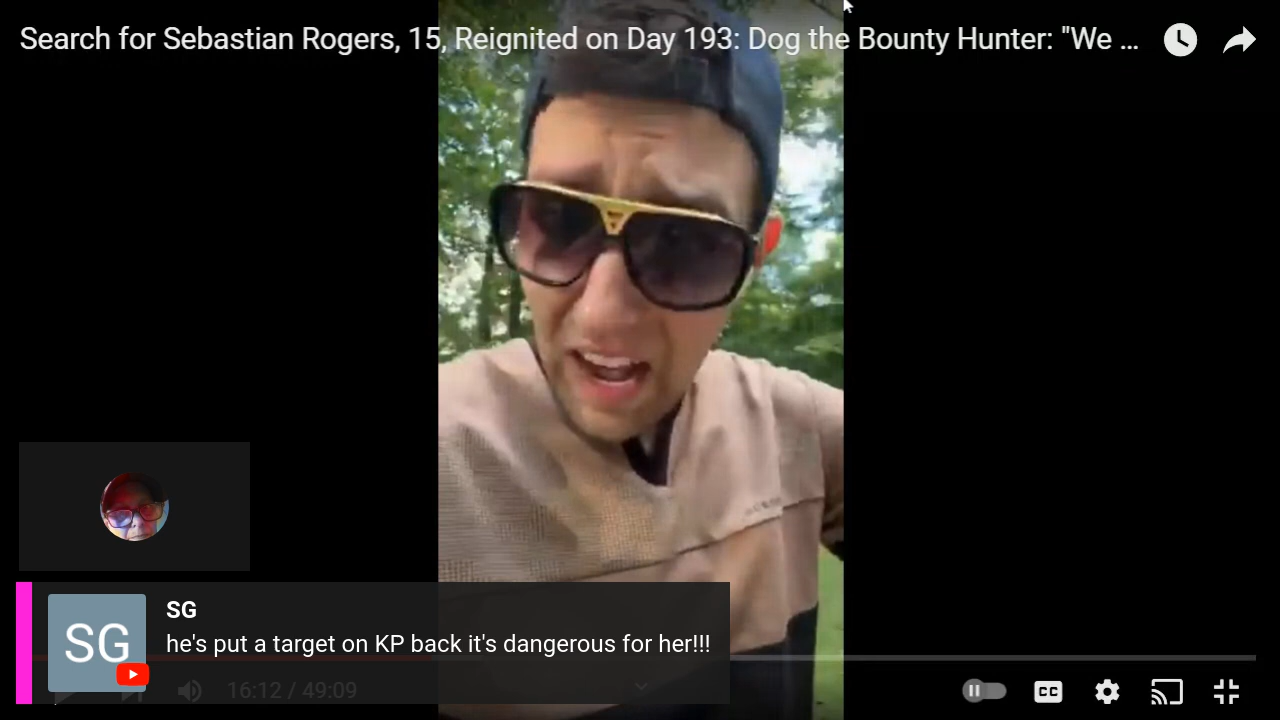 Search for Sebastian Rogers, 15, Reignited on Day 193: Dog the Bounty Hunter: "We ...
SG
SG
he's put a target on KP back it's dangerous for her!!!
16:12 / 49:09
CC